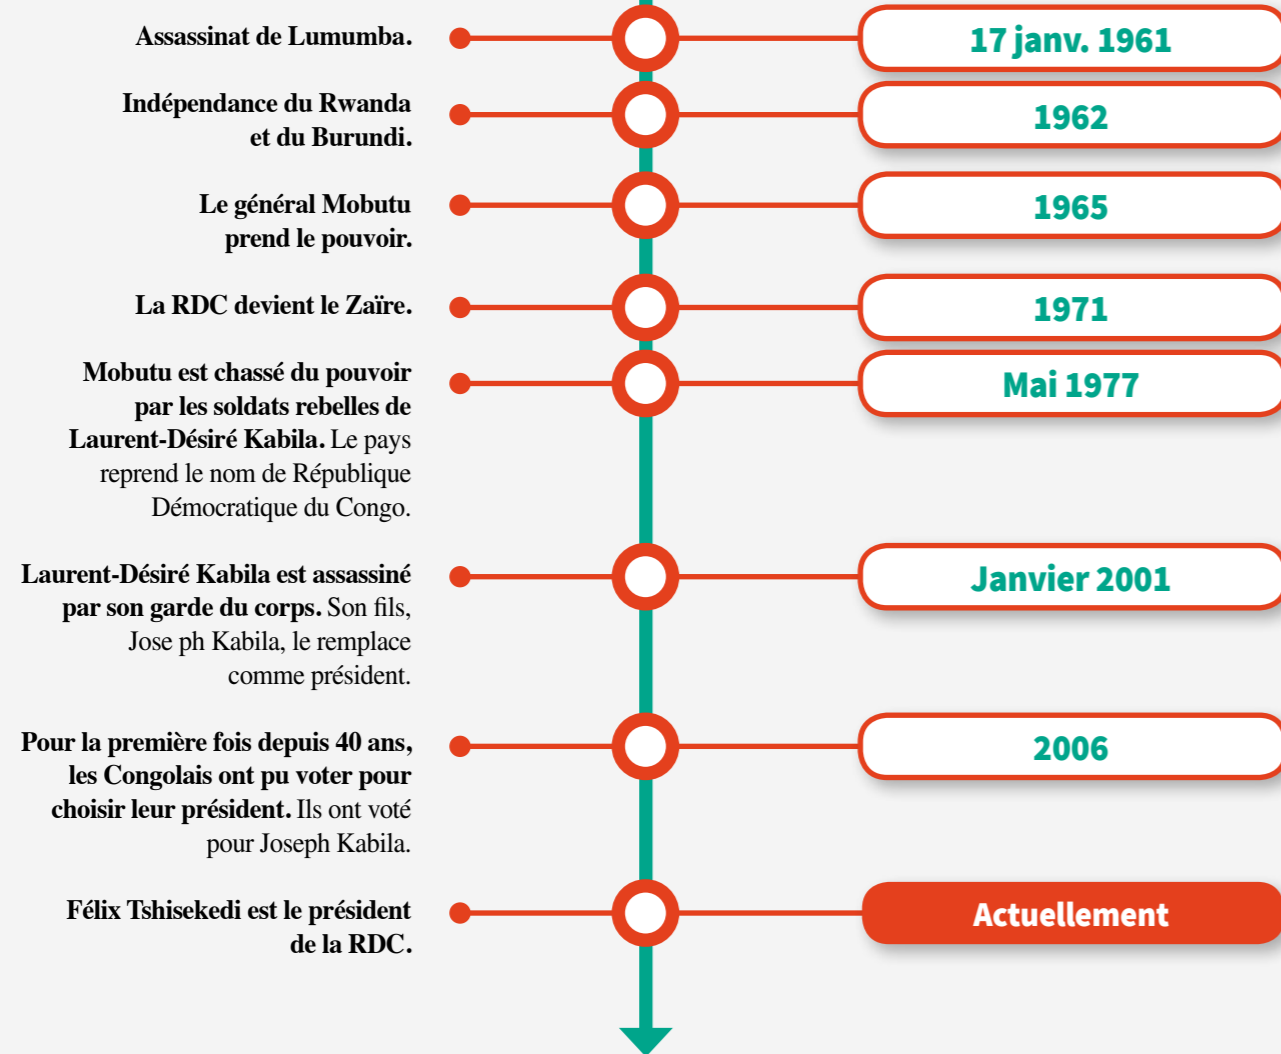 Assassinat de Lumumba.
17 janv. 1961
Indépendance du Rwanda
et du Burundi.
1962
Le général Mobutu
prend le pouvoir.
1965
La RDC devient le Zaïre.
1971
Mobutu est chassé du pouvoir
par les soldats rebelles de
Laurent-Désiré Kabila. Le pays
reprend le nom de République
Démocratique du Congo.
Mai 1977
Laurent-Désiré Kabila est assassiné
par son garde du corps. Son fils,
Jose ph Kabila, le remplace
comme président.
Janvier 2001
Pour la première fois depuis 40 ans,
les Congolais ont pu voter pour
choisir leur président. Ils ont voté
pour Joseph Kabila.
2006
Félix Tshisekedi est le président
de la RDC.
Actuellement